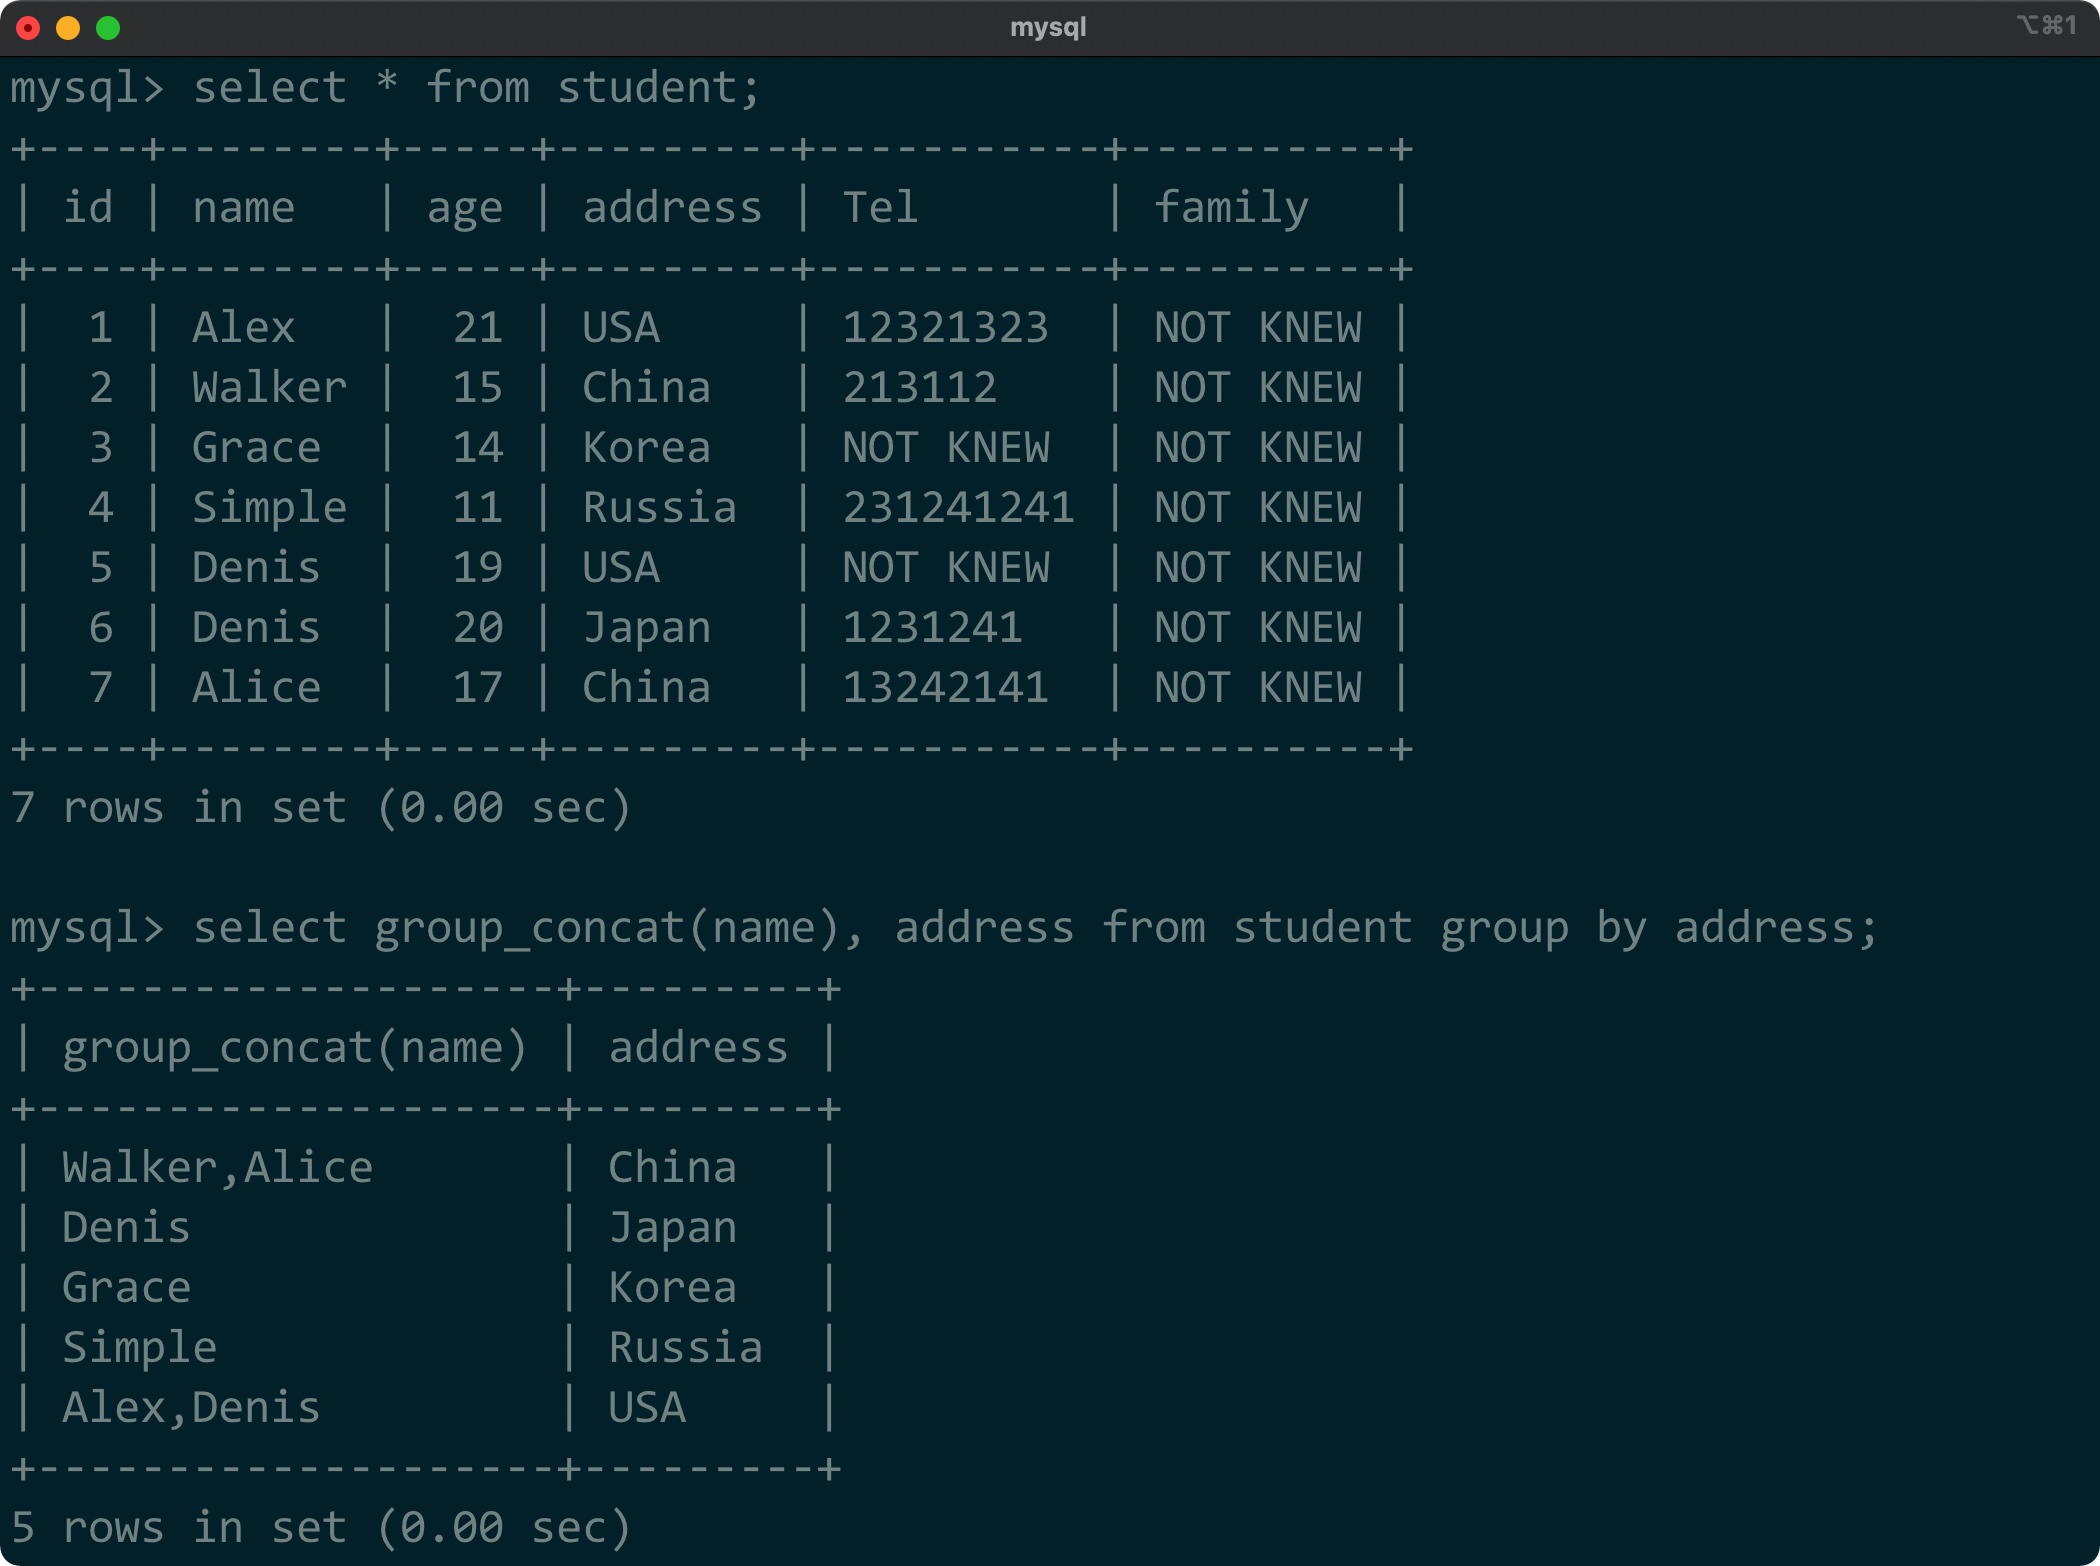 mysql
⌥⌘1
mysql> select * from student;
+----+--------+-----+---------+-----------+----------+
| id | name   | age | address | Tel       | family   |
+----+--------+-----+---------+-----------+----------+
|  1 | Alex   |  21 | USA     | 12321323  | NOT KNEW |
|  2 | Walker |  15 | China   | 213112    | NOT KNEW |
|  3 | Grace  |  14 | Korea   | NOT KNEW  | NOT KNEW |
|  4 | Simple |  11 | Russia  | 231241241 | NOT KNEW |
|  5 | Denis  |  19 | USA     | NOT KNEW  | NOT KNEW |
|  6 | Denis  |  20 | Japan   | 1231241   | NOT KNEW |
|  7 | Alice  |  17 | China   | 13242141  | NOT KNEW |
+----+--------+-----+---------+-----------+----------+
7 rows in set (0.00 sec)
mysql> select group_concat(name), address from student group by address;
+--------------------+---------+
| group_concat(name) | address |
+--------------------+---------+
| Walker,Alice       | China   |
| Denis              | Japan   |
| Grace              | Korea   |
| Simple             | Russia  |
| Alex,Denis         | USA     |
+--------------------+---------+
5 rows in set (0.00 sec)